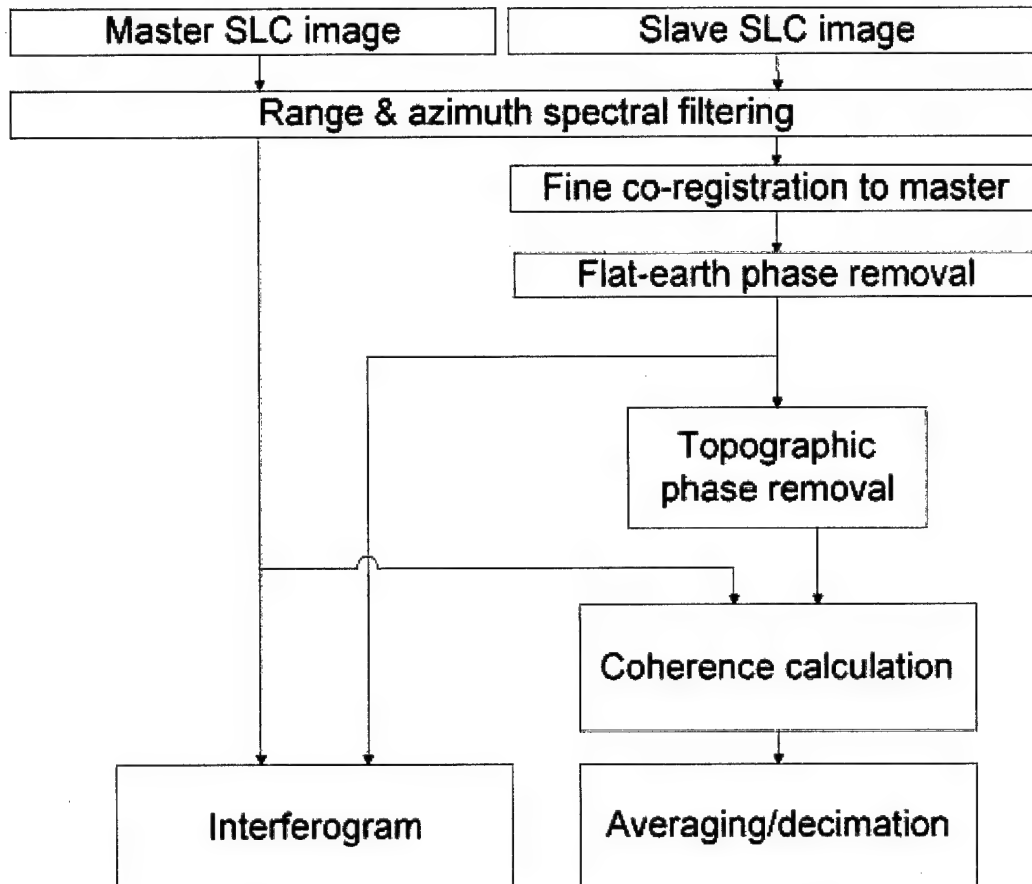 Master SLC image
Slave SLC image
Range & azimuth spectral filtering
Fine co-registration to master
Flat-earth phase removal
Topographic
phase removal
Coherence calculation
Interferogram
Averaging/decimation